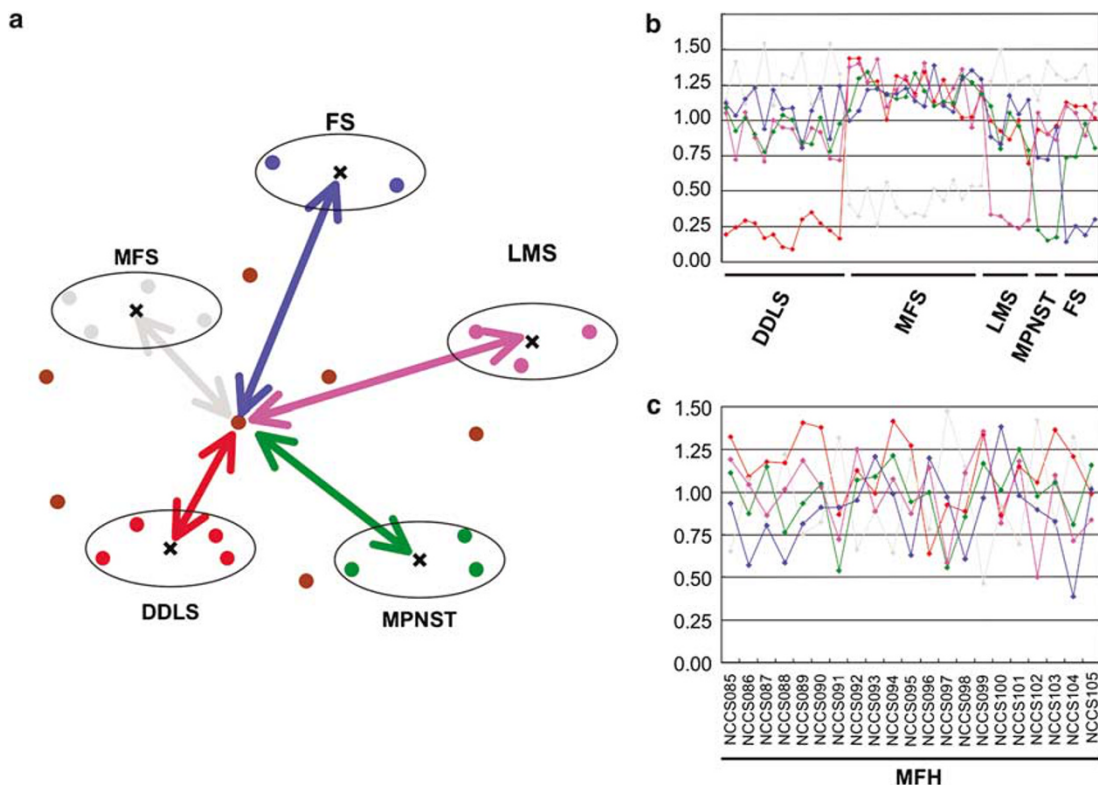 a
FS
MFS
LMS
DDLS
MPNST
b
1.50
1.25
1.00
0.75
0.50
0.25
0.00
DDLS
MFS
LMS
MPNST
FS
c
1.50
1.25
1.00
0.75
0.50
0.25
0.00
NCCS085
NCCS086
NCCS087
NCCS088
NCCS089
NCCS090
NCCS091
NCCS092
NCCS093
NCCS094
NCCS095
NCCS096
NCCS097
NCCS098
NCCS099
NCCS100
NCCS101
NCCS102
NCCS103
NCCS104
NCCS105
MFH